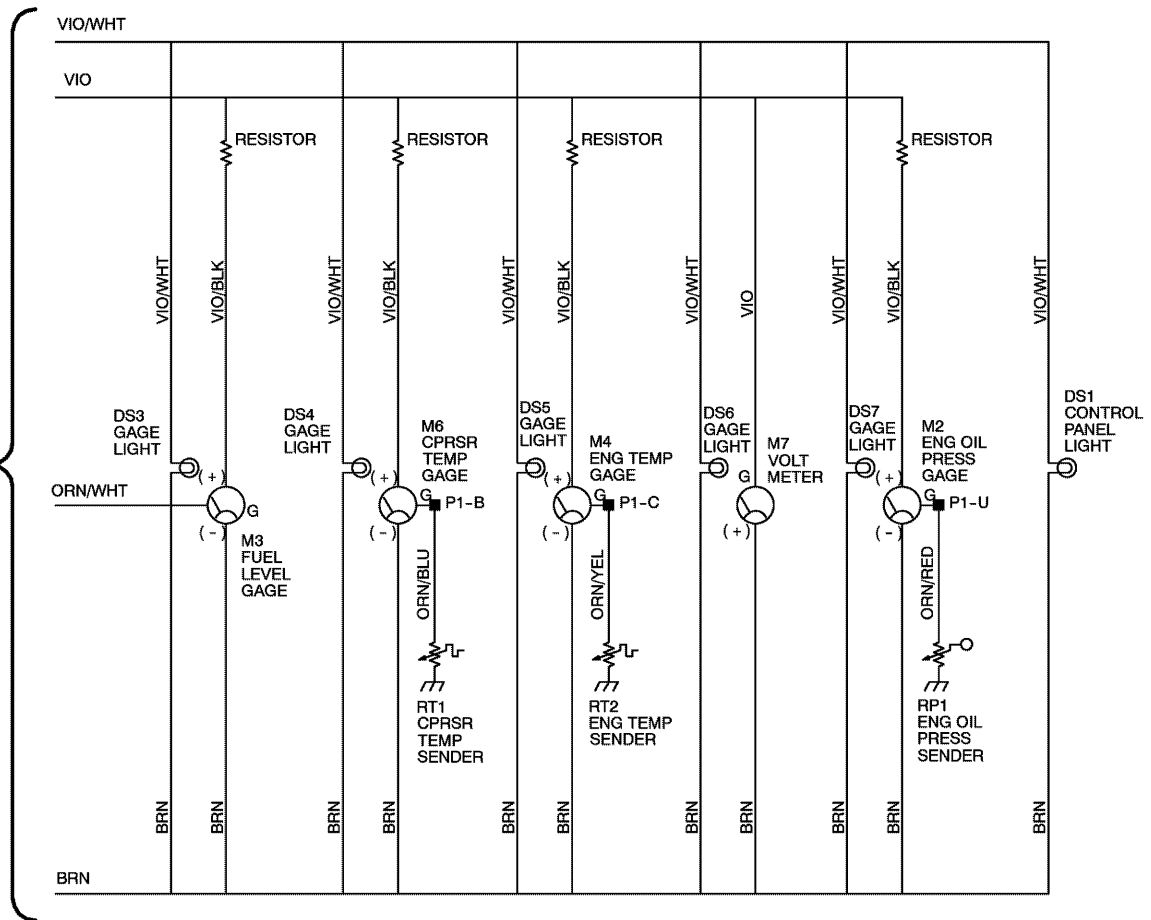 VIO/WHT
VIO
RESISTOR
RESISTOR
RESISTOR
RESISTOR
VIO/WHT
VIO/BLK
VIO/WHT
VIO/BLK
VIO/WHT
VIO/BLK
VIO/WHT
VIO
VIO/WHT
VIO/BLK
VIO/WHT
DS3
GAGE
LIGHT
DS4
GAGE
LIGHT
M6
CPRSR
TEMP
GAGE
DS5
GAGE
LIGHT
M4
ENG TEMP
GAGE
DS6
GAGE
LIGHT
M7
VOLT
METER
DS7
GAGE
LIGHT
M2
ENG OIL
PRESS
GAGE
DS1
CONTROL
PANEL
LIGHT
ORN/WHT
(+)
G
(-)
M3
FUEL
LEVEL
GAGE
(+)
G
P1-B
(-)
(+)
G
P1-C
(-)
G
(+)
(+)
G
P1-U
(-)
ORN/BLU
ORN/YEL
ORN/RED
RT1
CPRSR
TEMP
SENDER
RT2
ENG TEMP
SENDER
RP1
ENG OIL
PRESS
SENDER
BRN
BRN
BRN
BRN
BRN
BRN
BRN
BRN
BRN
BRN
BRN
BRN